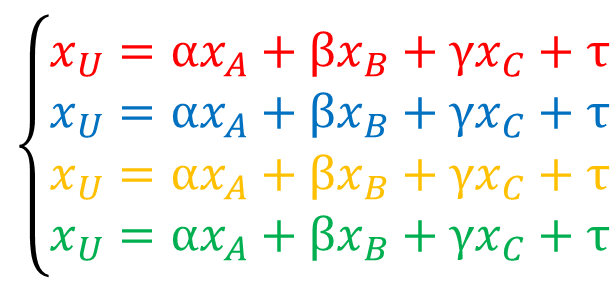 x_U = αx_A + βx_B + γx_C + τ
x_U = αx_A + βx_B + γx_C + τ
x_U = αx_A + βx_B + γx_C + τ
x_U = αx_A + βx_B + γx_C + τ